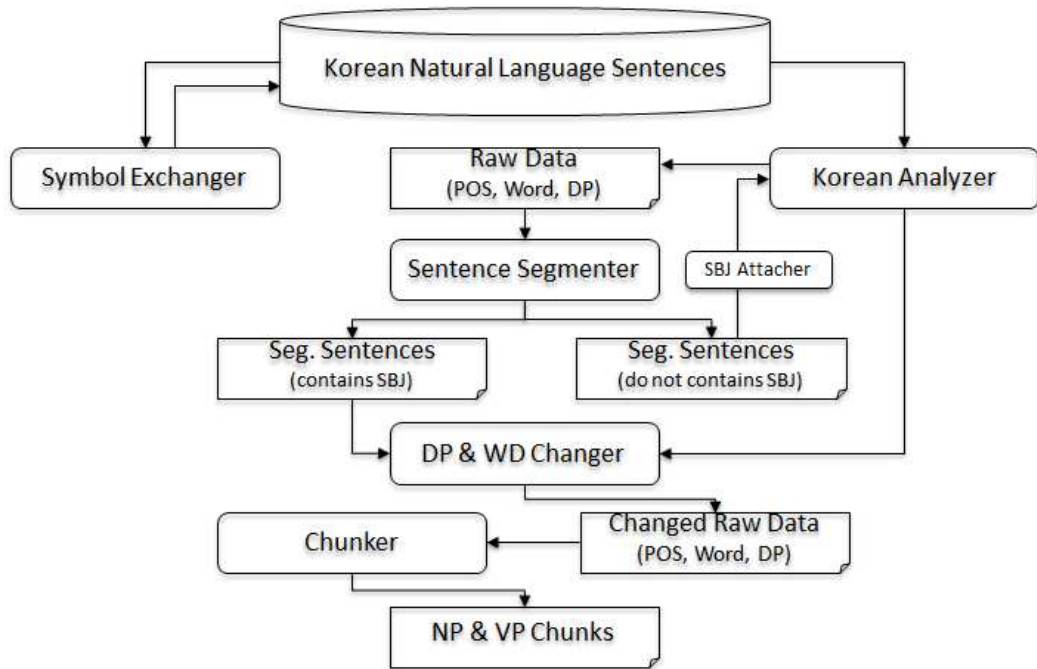 Korean Natural Language Sentences
Symbol Exchanger
Raw Data
(POS, Word, DP)
Korean Analyzer
Sentence Segmenter
SBJ Attacher
Seg. Sentences
(contains SBJ)
Seg. Sentences
(do not contains SBJ)
DP & WD Changer
Changed Raw Data
(POS, Word, DP)
Chunker
NP & VP Chunks